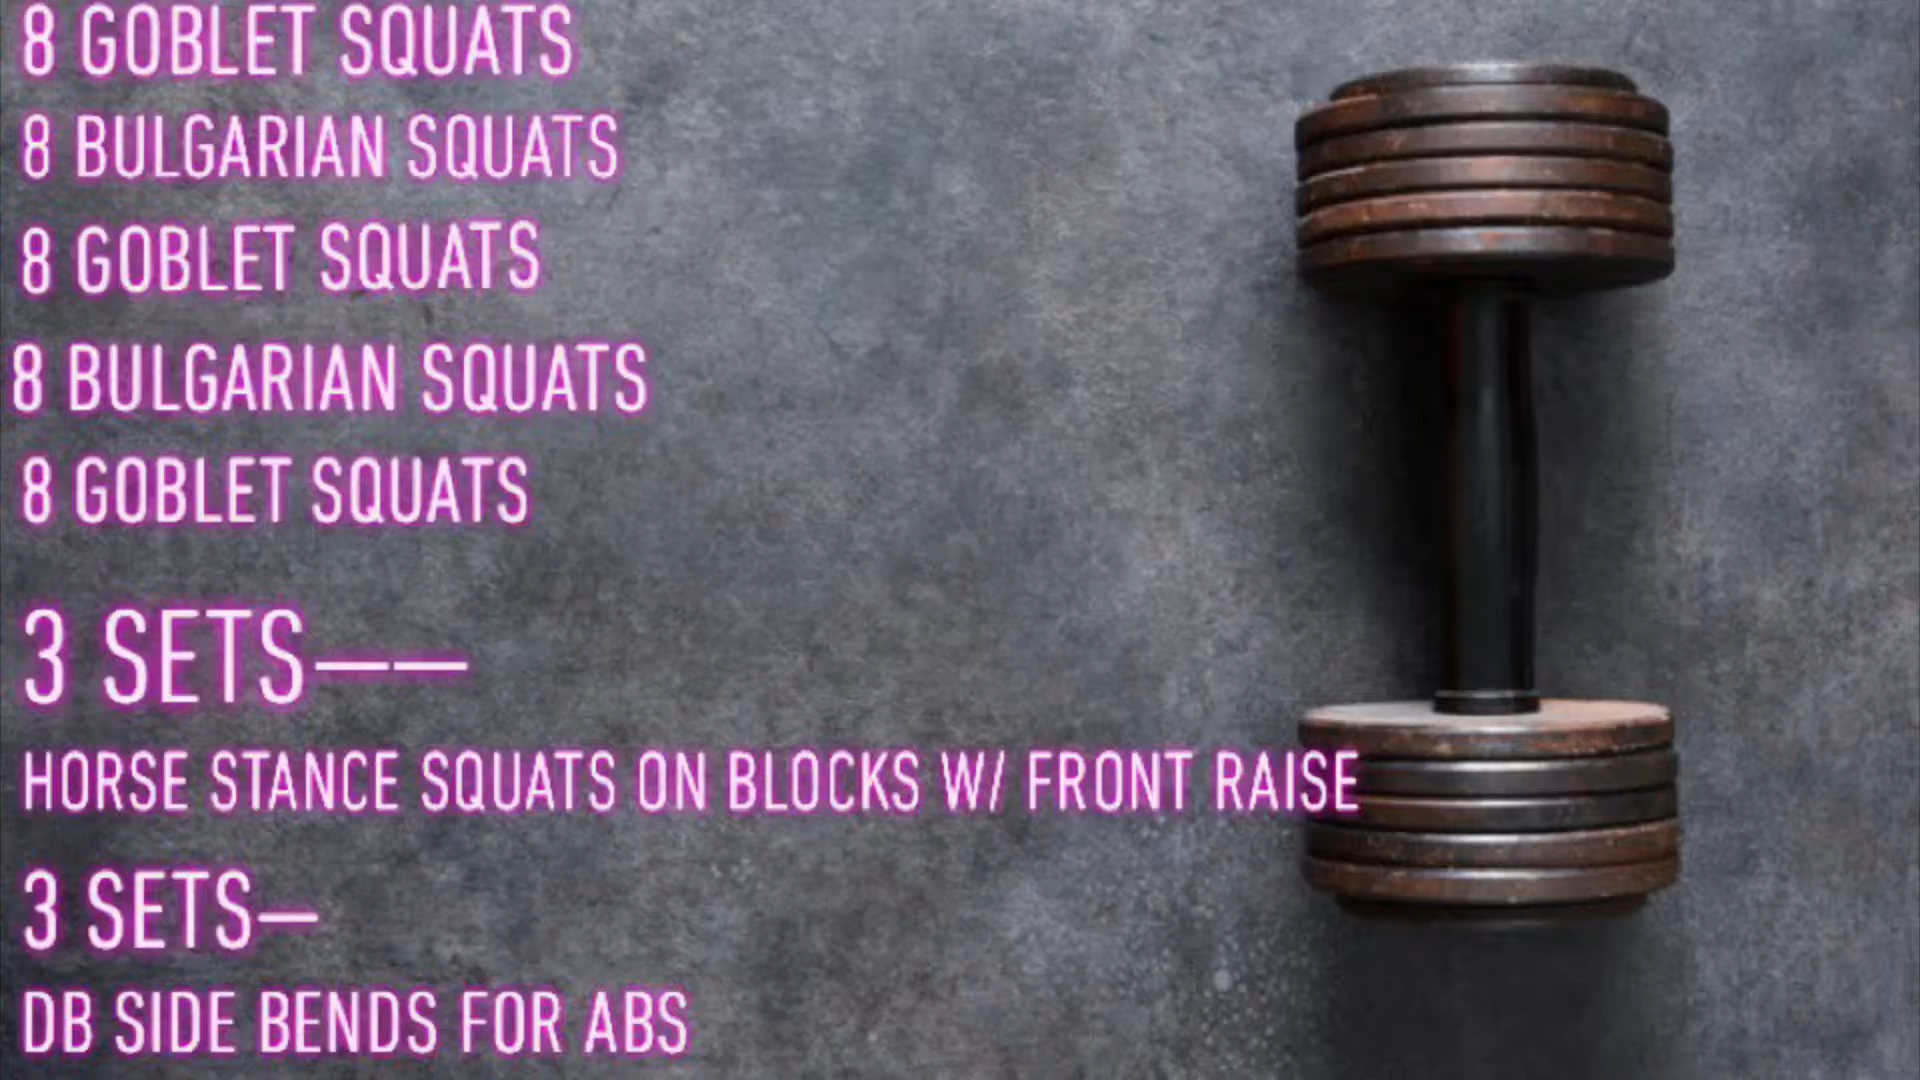 8 GOBLET SQUATS
8 BULGARIAN SQUATS
8 GOBLET SQUATS
8 BULGARIAN SQUATS
8 GOBLET SQUATS
3 SETS——
HORSE STANCE SQUATS ON BLOCKS W/ FRONT RAISE
3 SETS—
DB SIDE BENDS FOR ABS